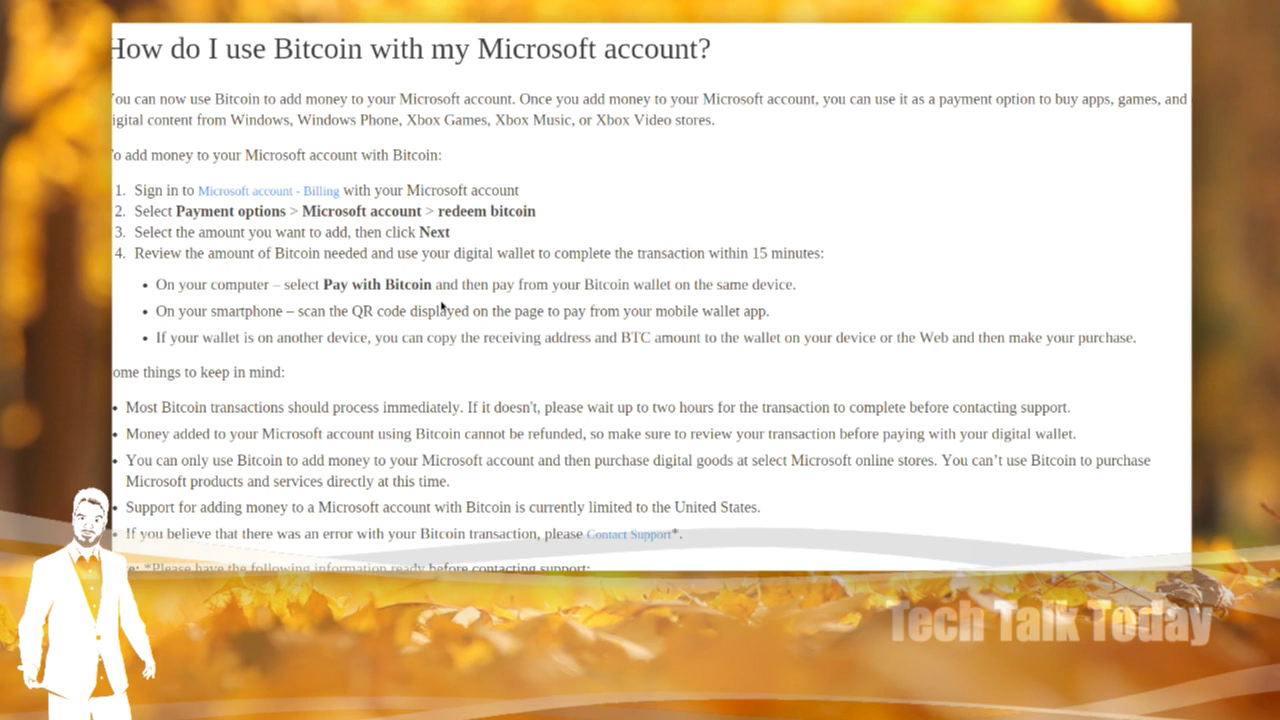 How do I use Bitcoin with my Microsoft account?
ou can now use Bitcoin to add money to your Microsoft account. Once you add money to your Microsoft account, you can use it as a payment option to buy apps, games, and
igital content from Windows, Windows Phone, Xbox Games, Xbox Music, or Xbox Video stores.
o add money to your Microsoft account with Bitcoin:
1. Sign in to Microsoft account - Billing with your Microsoft account
2. Select Payment options > Microsoft account > redeem bitcoin
3. Select the amount you want to add, then click Next
4. Review the amount of Bitcoin needed and use your digital wallet to complete the transaction within 15 minutes:
• On your computer – select Pay with Bitcoin and then pay from your Bitcoin wallet on the same device.
• On your smartphone – scan the QR code displayed on the page to pay from your mobile wallet app.
• If your wallet is on another device, you can copy the receiving address and BTC amount to the wallet on your device or the Web and then make your purchase.
ome things to keep in mind:
• Most Bitcoin transactions should process immediately. If it doesn't, please wait up to two hours for the transaction to complete before contacting support.
• Money added to your Microsoft account using Bitcoin cannot be refunded, so make sure to review your transaction before paying with your digital wallet.
• You can only use Bitcoin to add money to your Microsoft account and then purchase digital goods at select Microsoft online stores. You can’t use Bitcoin to purchase
Microsoft products and services directly at this time.
• Support for adding money to a Microsoft account with Bitcoin is currently limited to the United States.
• If you believe that there was an error with your Bitcoin transaction, please Contact Support*.
e: *Please have the following information ready before contacting support:
Tech Talk Today